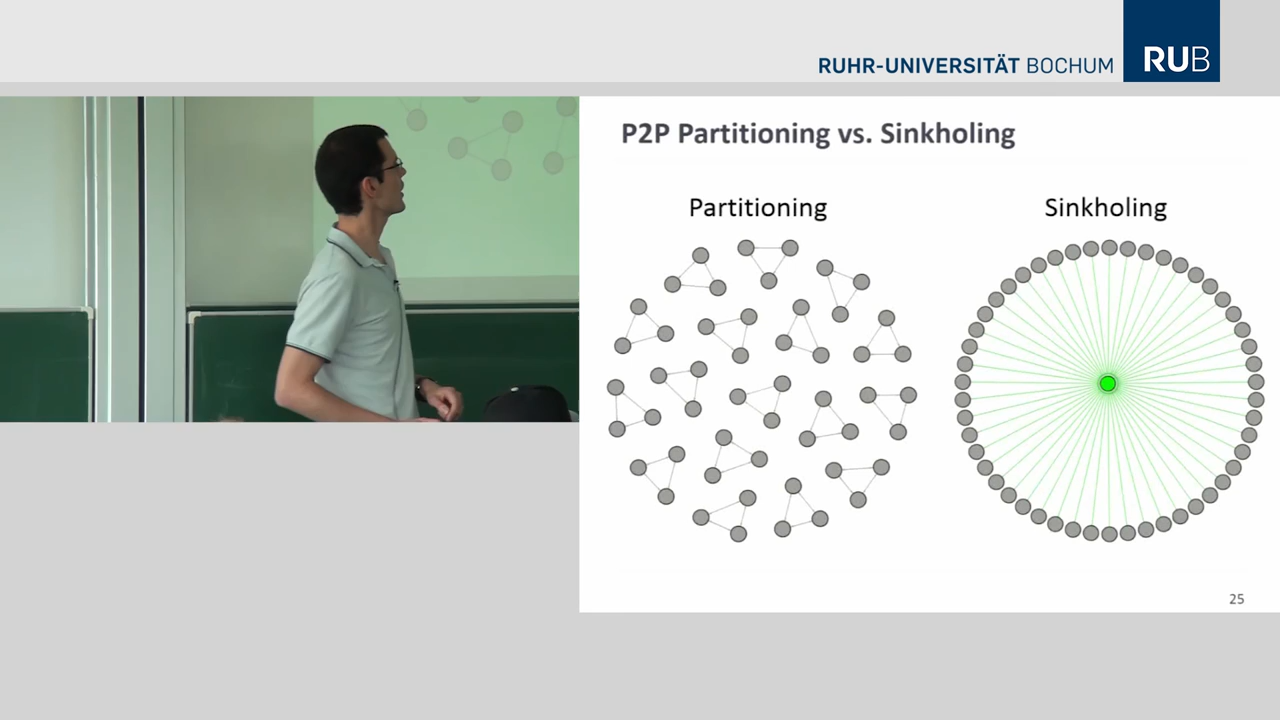 RUHR-UNIVERSITÄT BOCHUM
RUB
P2P Partitioning vs. Sinkholing
Partitioning
Sinkholing
25